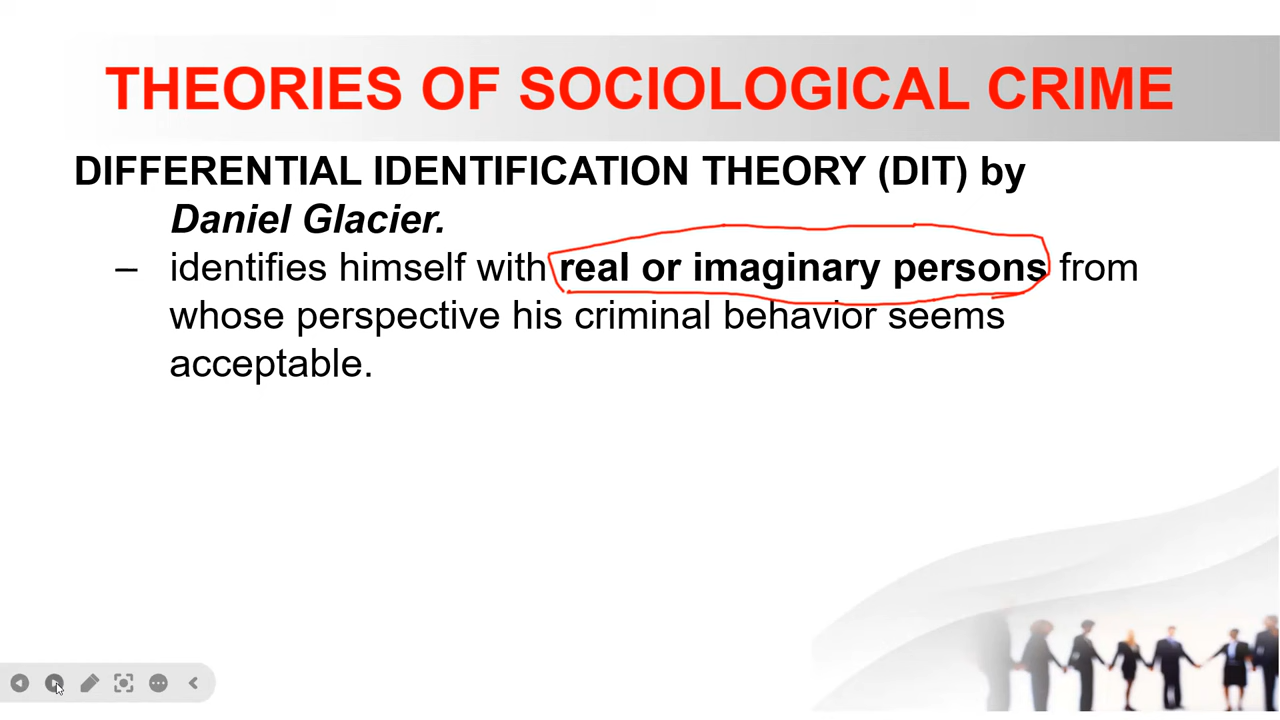 THEORIES OF SOCIOLOGICAL CRIME
DIFFERENTIAL IDENTIFICATION THEORY (DIT) by
Daniel Glacier.
– identifies himself with real or imaginary persons from
whose perspective his criminal behavior seems
acceptable.